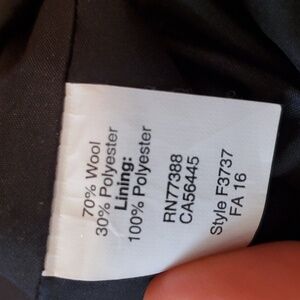 70% Wool
30% Polyester
Lining:
100% Polyester
RN77388
CA56445
Style F3737
FA 16